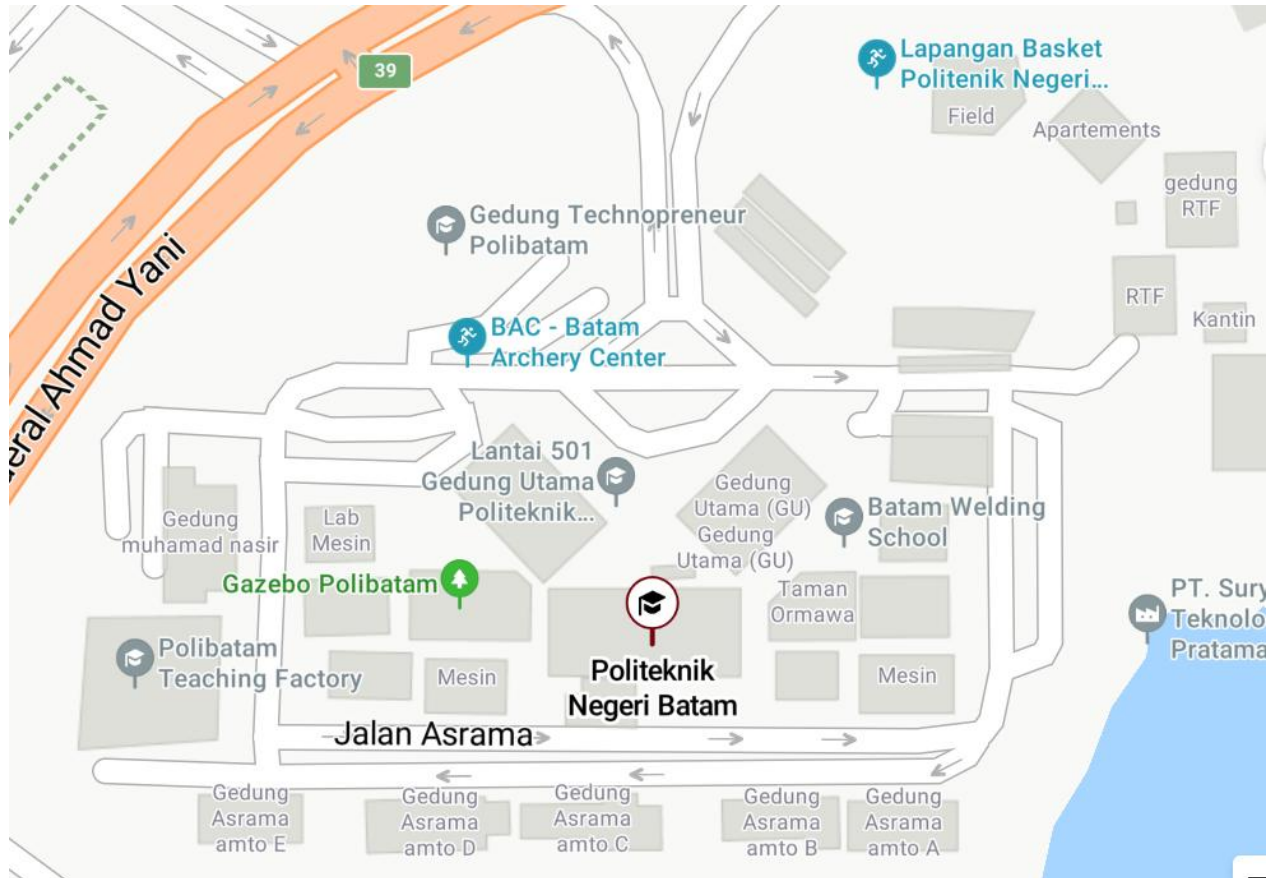 39
Lapangan Basket
Politenik Negeri...
Field
Apartements
gedung
RTF
Gedung Technopreneur
Polibatam
RTF
Kantin
BAC - Batam
Archery Center
eral Ahmad Yani
Lantai 501
Gedung Utama
Politeknik...
Gedung
Utama (GU)
Gedung
Utama (GU)
Batam Welding
School
Gedung
muhamad nasir
Lab
Mesin
Gazebo Polibatam
Taman
Ormawa
PT. Sury
Teknolo
Pratama
Polibatam
Teaching Factory
Mesin
Politeknik
Negeri Batam
Mesin
Jalan Asrama
Gedung
Asrama
amto E
Gedung
Asrama
amto D
Gedung
Asrama
amto C
Gedung
Asrama
amto B
Gedung
Asrama
amto A